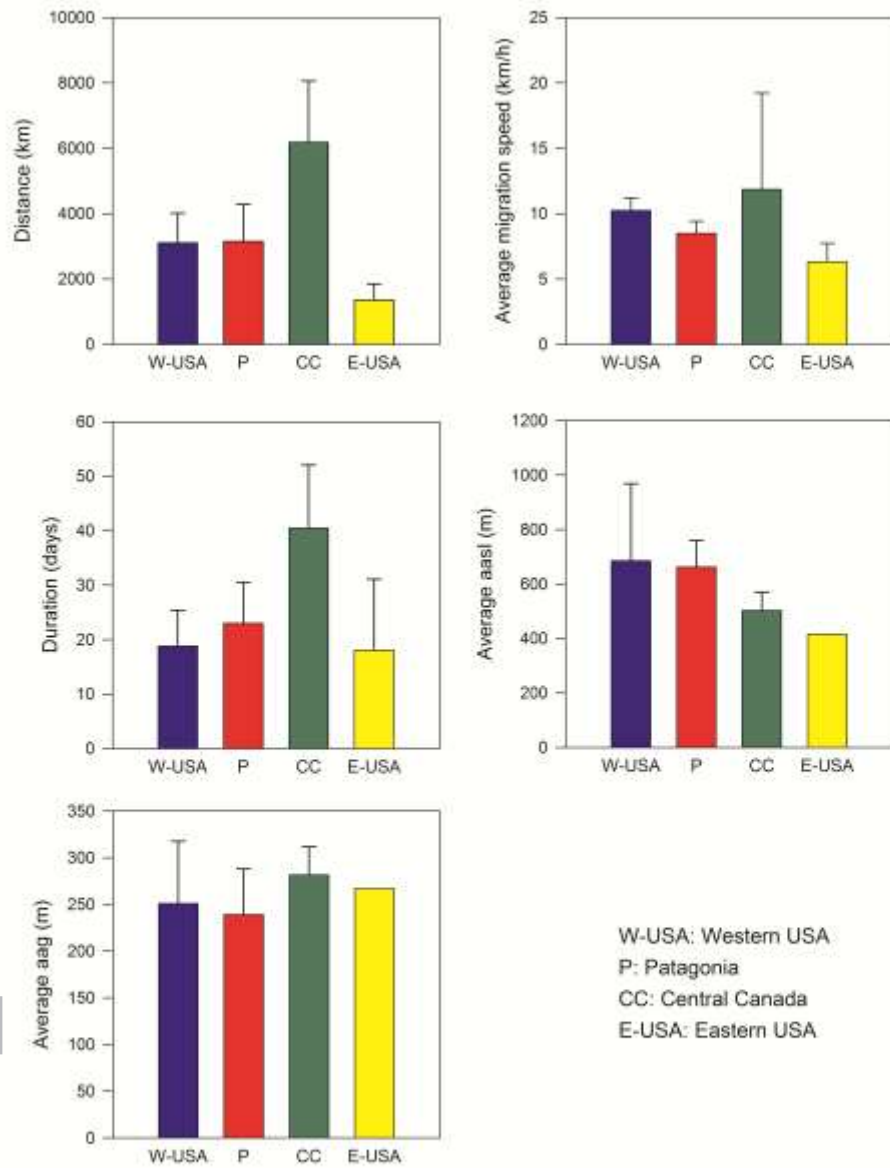 Distance (km)
10000
8000
6000
4000
2000
0
W-USA P CC E-USA
Average migration speed (km/h)
25
20
15
10
5
0
W-USA P CC E-USA
Duration (days)
60
50
40
30
20
10
0
W-USA P CC E-USA
Average aasl (m)
1200
1000
800
600
400
200
0
W-USA P CC E-USA
Average aag (m)
350
300
250
200
150
100
50
0
W-USA P CC E-USA
W-USA: Western USA
P: Patagonia
CC: Central Canada
E-USA: Eastern USA